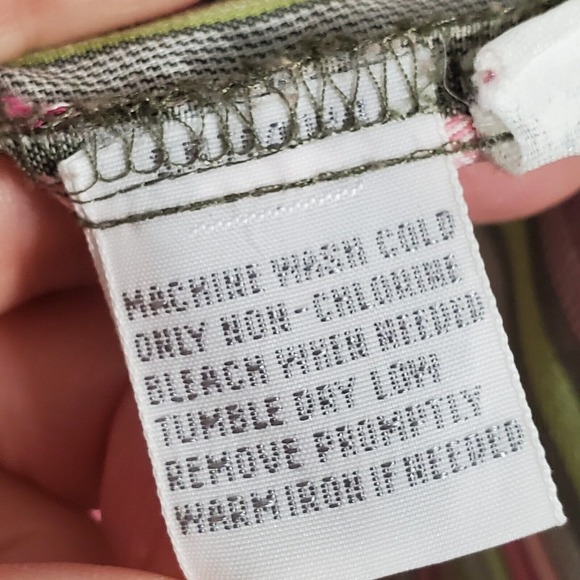 MACHINE WASH COLD
ONLY NON-CHLORINE
BLEACH WHEN NEEDED
TUMBLE DRY LOW
REMOVE PROMPTLY
WARM IRON IF NEEDED